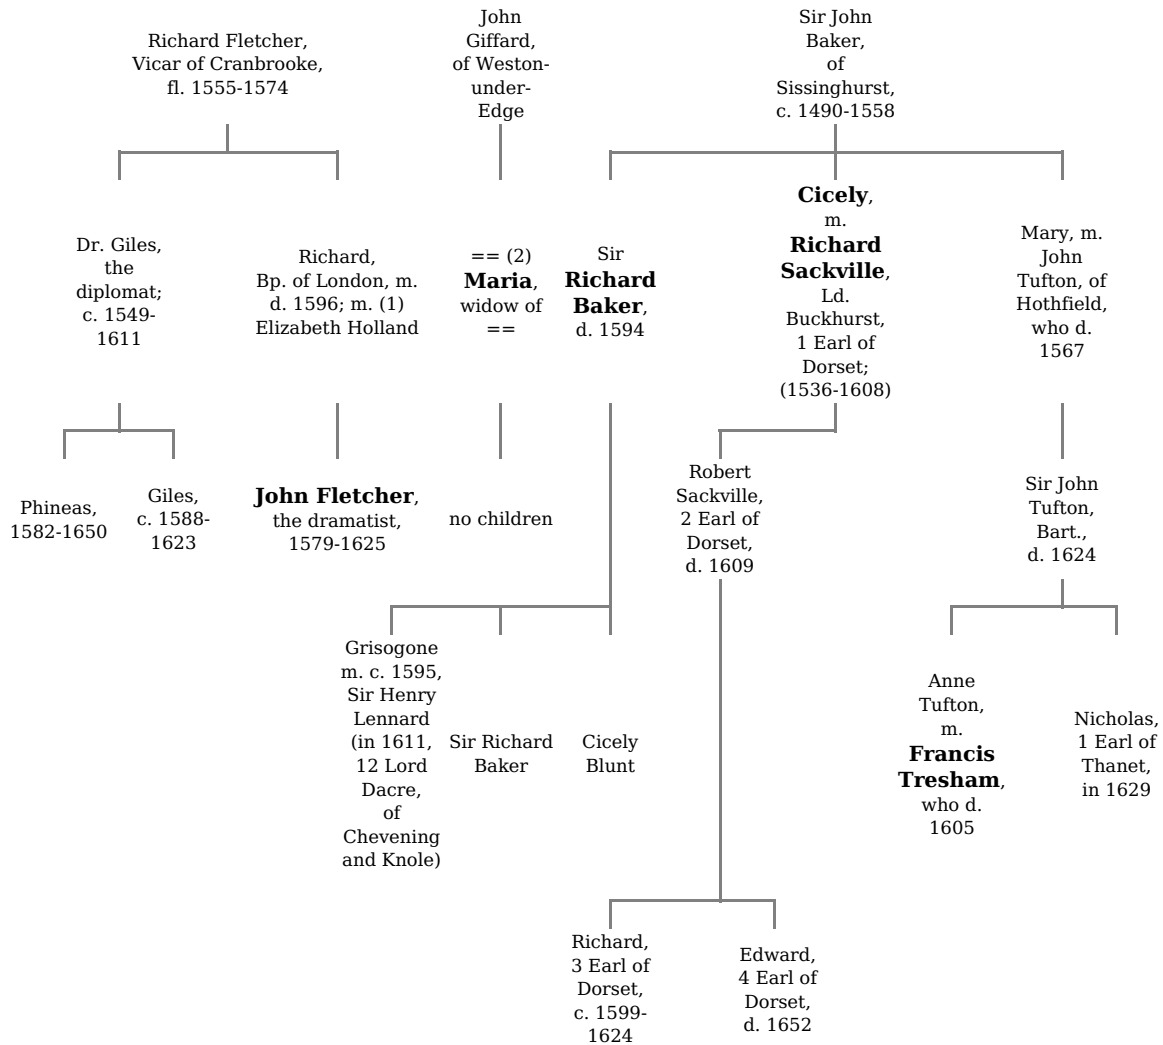 Richard Fletcher,
Vicar of Cranbrooke,
fl. 1555-1574
John
Giffard,
of Weston-
under-
Edge
Sir John
Baker,
of
Sissinghurst,
c. 1490-1558
Dr. Giles,
the
diplomat;
c. 1549-
1611
Richard,
Bp. of London, m.
d. 1596; m. (1)
Elizabeth Holland
== (2)
Maria,
widow of
==
Sir
Richard
Baker,
d. 1594
Cicely,
m.
Richard
Sackville,
Ld.
Buckhurst,
1 Earl of
Dorset;
(1536-1608)
Mary, m.
John
Tufton, of
Hothfield,
who d.
1567
Phineas,
1582-1650
Giles,
c. 1588-
1623
John Fletcher,
the dramatist,
1579-1625
no children
Robert
Sackville,
2 Earl of
Dorset,
d. 1609
Sir John
Tufton,
Bart.,
d. 1624
Grisogone
m. c. 1595,
Sir Henry
Lennard
(in 1611,
12 Lord
Dacre,
of
Chevening
and Knole)
Sir Richard
Baker
Cicely
Blunt
Anne
Tufton,
m.
Francis
Tresham,
who d.
1605
Nicholas,
1 Earl of
Thanet,
in 1629
Richard,
3 Earl of
Dorset,
c. 1599-
1624
Edward,
4 Earl of
Dorset,
d. 1652